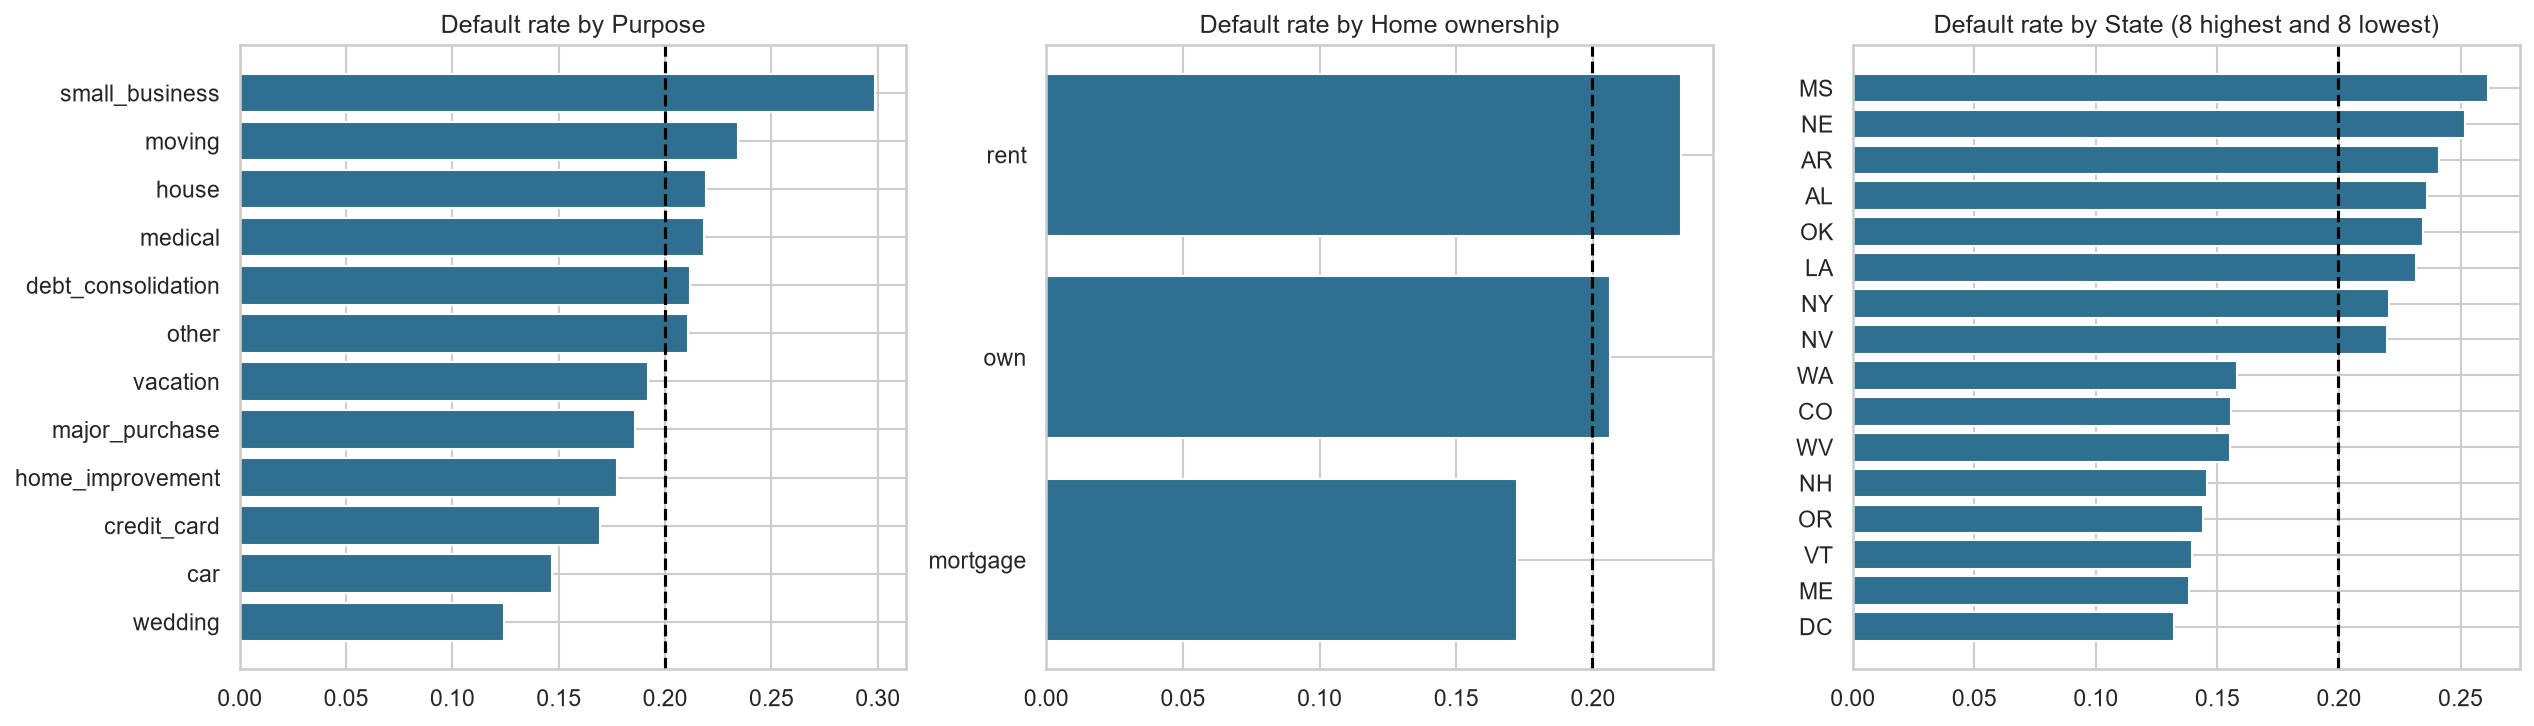 Default rate by Purpose
small_business
moving
house
medical
debt_consolidation
other
vacation
major_purchase
home_improvement
credit_card
car
wedding
0.00 0.05 0.10 0.15 0.20 0.25 0.30
Default rate by Home ownership
rent
own
mortgage
0.00 0.05 0.10 0.15 0.20
Default rate by State (8 highest and 8 lowest)
MS
NE
AR
AL
OK
LA
NY
NV
WA
CO
WV
NH
OR
VT
ME
DC
0.00 0.05 0.10 0.15 0.20 0.25